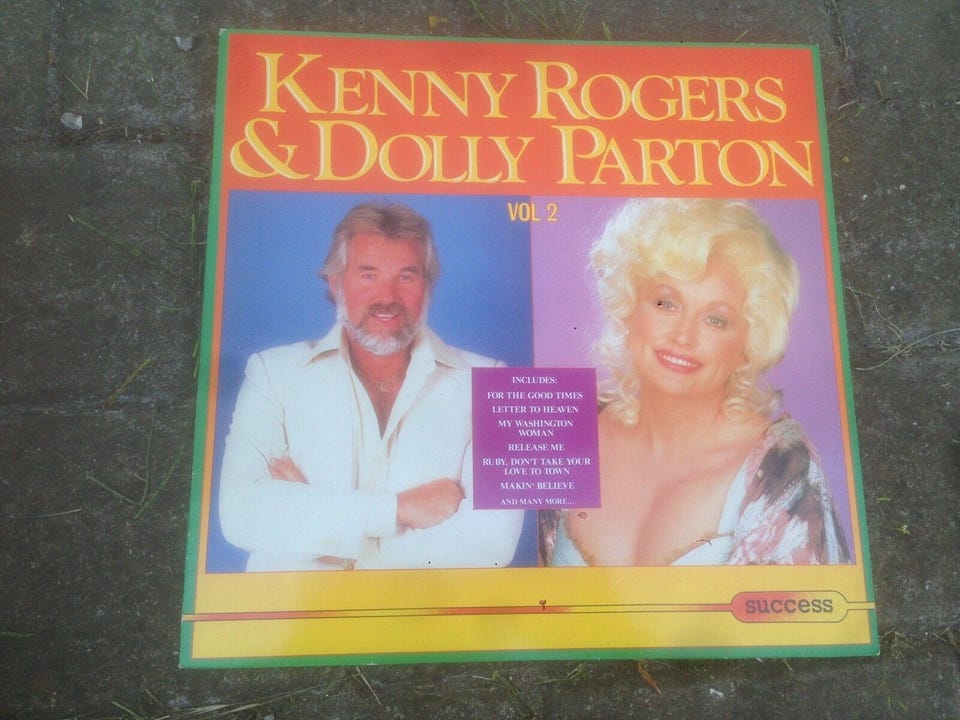 KENNY ROGERS
& DOLLY PARTON
VOL 2
INCLUDES:
FOR THE GOOD TIMES
LETTER TO HEAVEN
MY WASHINGTON
WOMAN
RELEASE ME
RUBY, DON'T TAKE YOUR
LOVE TO TOWN
MAKIN' BELIEVE
AND MANY MORE...
success